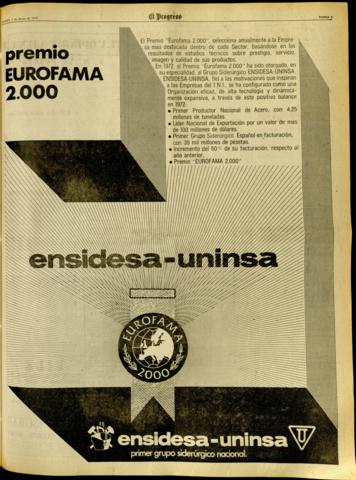 El Progreso
premio
EUROFAMA
2.000
El Premio "Eurofama 2.000", selecciona anualmente a la Empresa mas destacada dentro de cada Sector, basándose en los
resultados de estudios técnicos sobre prestigio, servicio,
imagen y calidad de sus productos.
En 1972, el Premio "Eurofama 2.000" ha sido otorgado, en
su especialidad, al Grupo Siderúrgico ENSIDESA-UNINSA.
ENSIDESA-UNINSA, fiel a las motivaciones que inspiran
a las Empresas del I.N.I., se ha configurado como una
Organización eficaz, de alta tecnología y dinámica-
mente expansiva, a través de este positivo balance
en 1972:
● Primer Productor Nacional de Acero, con 4,25
millones de toneladas.
● Líder Nacional de Exportación por un valor de mas
de 100 millones de dólares.
● Primer Grupo Siderúrgico Español en facturación,
con 39 mil millones de pesetas.
● Incremento del 50% de su facturación, respecto al
año anterior.
● Premio "EUROFAMA 2.000"
ensidesa-uninsa
EUROFAMA
2000
ensidesa-uninsa
primer grupo siderúrgico nacional.